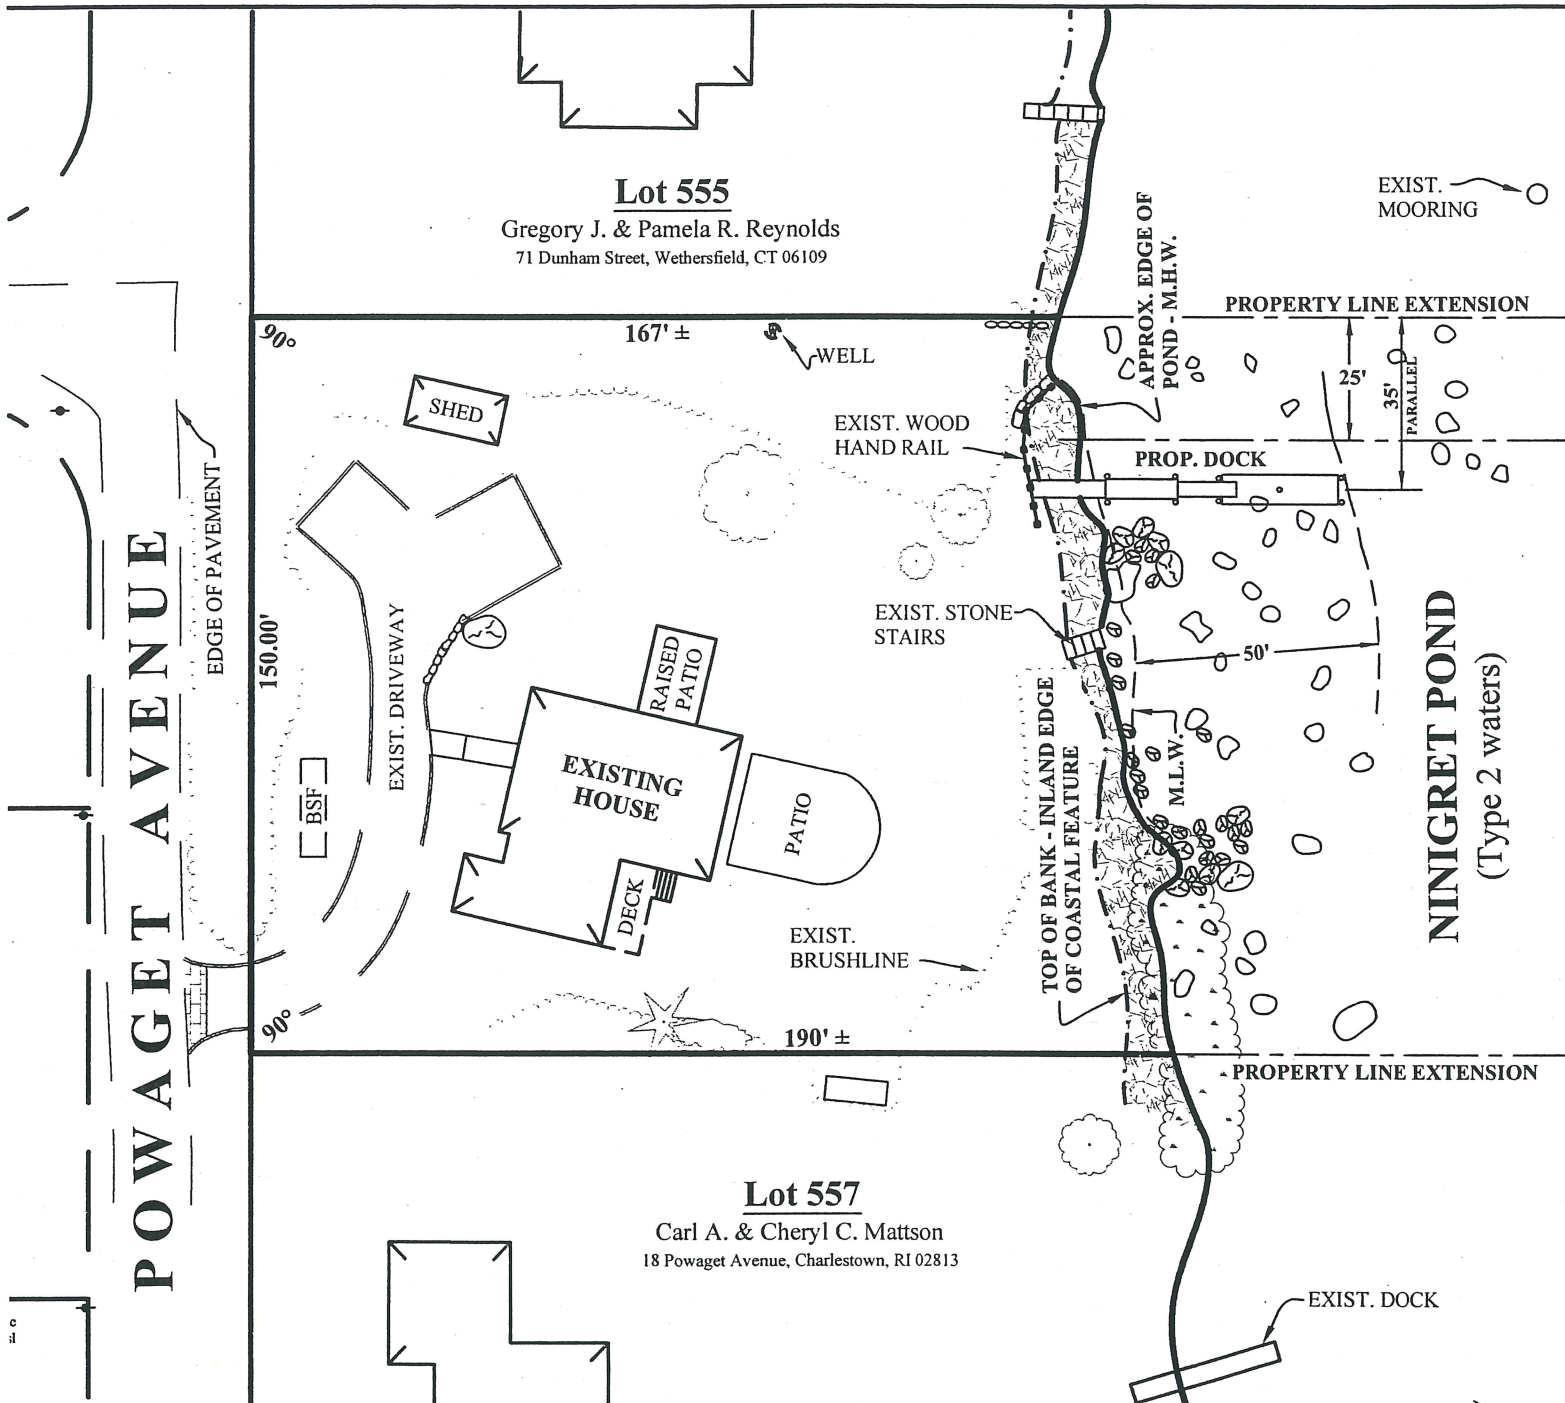 Lot 555
Gregory J. & Pamela R. Reynolds
71 Dunham Street, Wethersfield, CT 06109
EXIST.
MOORING
APPROX. EDGE OF
POND - M.H.W.
PROPERTY LINE EXTENSION
90°
167' ±
WELL
25'
35'
PARALLEL
SHED
EXIST. WOOD
HAND RAIL
PROP. DOCK
EDGE OF PAVEMENT
POWAGET AVENUE
150.00'
EXIST. DRIVEWAY
EXIST. STONE
STAIRS
50'
NINIGRET POND
(Type 2 waters)
RAISED
PATIO
EXISTING
HOUSE
PATIO
BSF
DECK
M.L.W.
TOP OF BANK - INLAND EDGE
OF COASTAL FEATURE
EXIST.
BRUSHLINE
90°
190' ±
PROPERTY LINE EXTENSION
Lot 557
Carl A. & Cheryl C. Mattson
18 Powaget Avenue, Charlestown, RI 02813
EXIST. DOCK